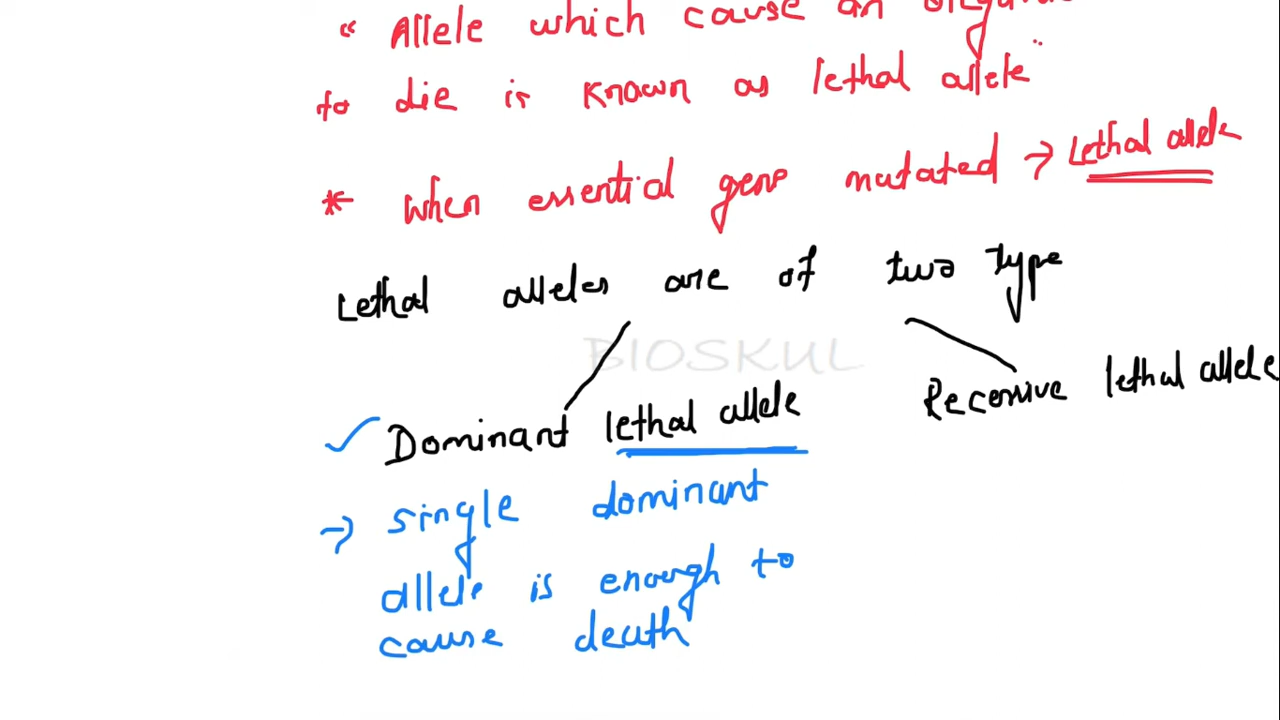 “ Allele which cause an
to die is known as lethal allele”
* When essential gene mutated → Lethal allele
Lethal alleles are of two type
BIOSKUL
Dominant lethal allele
Recessive lethal allele
→ single dominant
allele is enough to
cause death